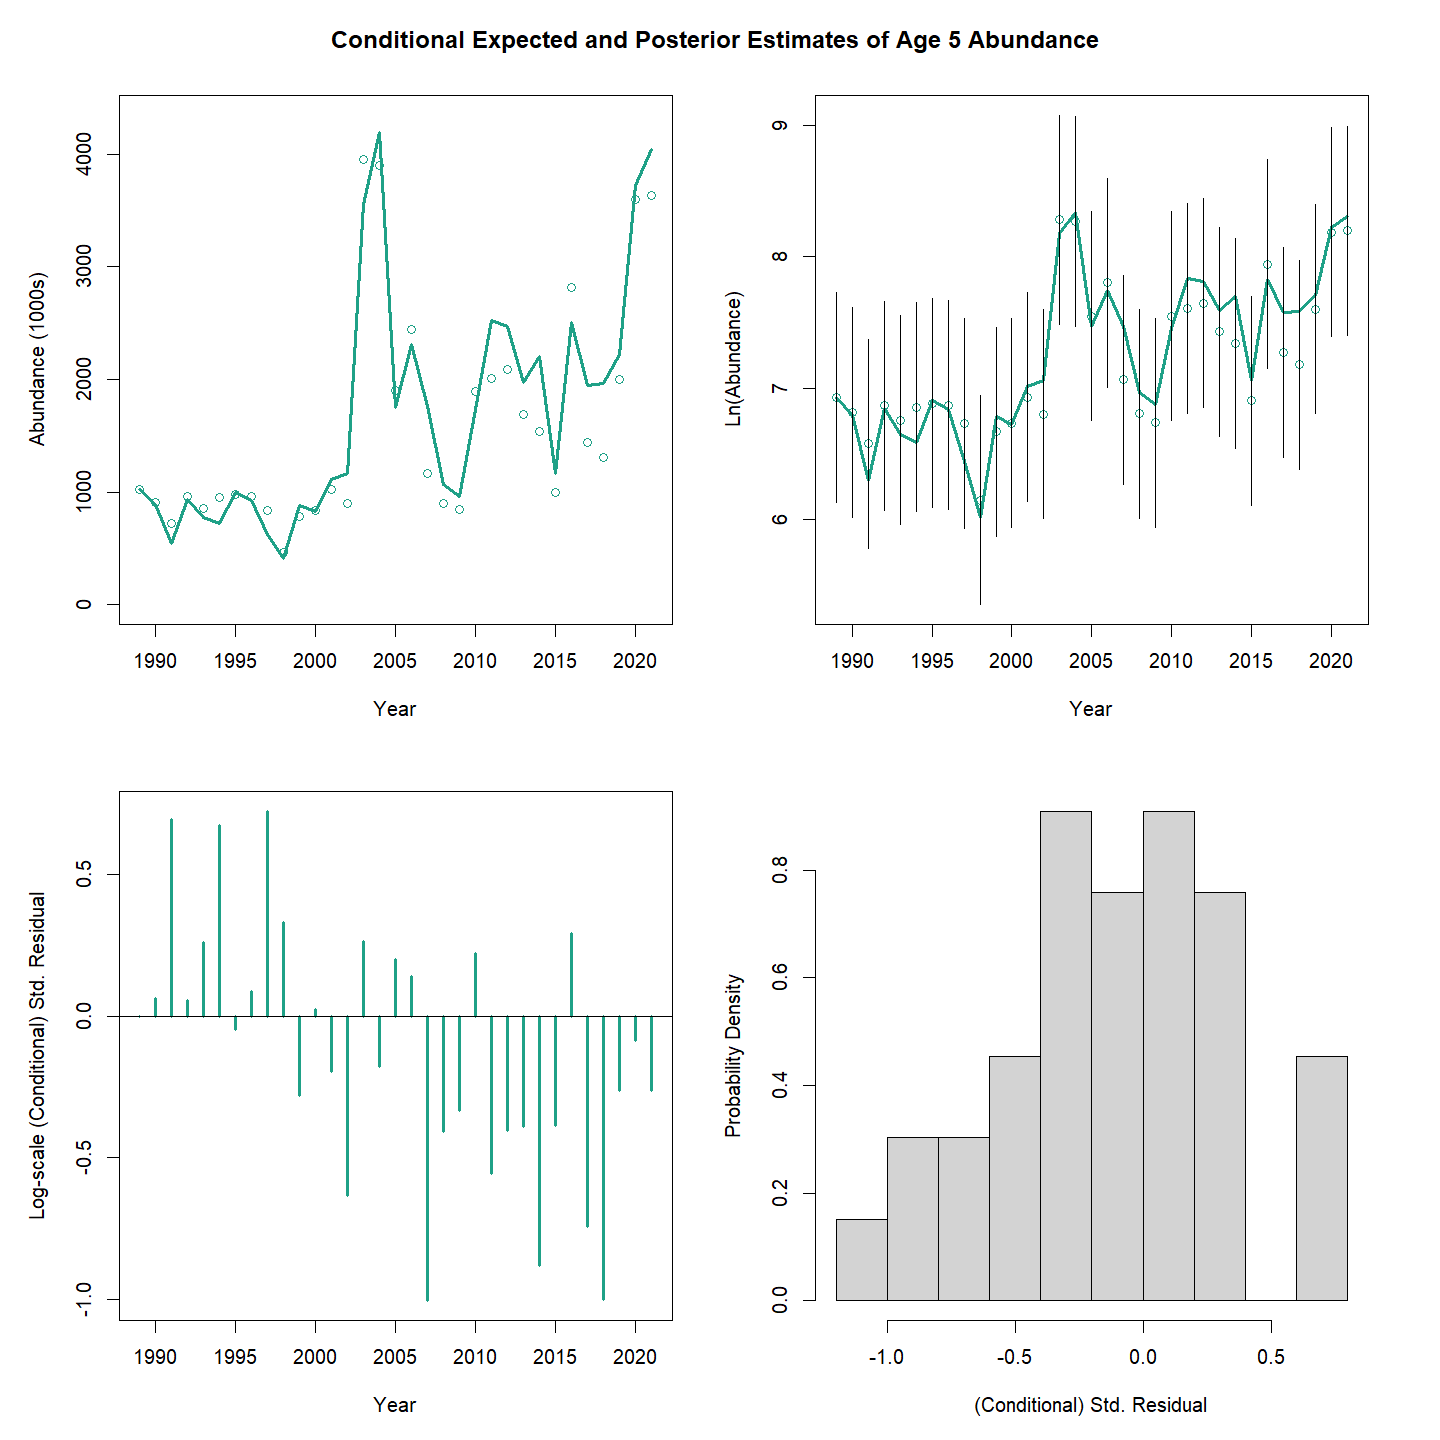 Conditional Expected and Posterior Estimates of Age 5 Abundance
Abundance (1000s)
4000
3000
2000
1000
0
1990 1995 2000 2005 2010 2015 2020
Year
Ln(Abundance)
9
8
7
6
1990 1995 2000 2005 2010 2015 2020
Year
Log-scale (Conditional) Std. Residual
0.5
0.0
-0.5
-1.0
1990 1995 2000 2005 2010 2015 2020
Year
Probability Density
0.8
0.6
0.4
0.2
0.0
-1.0 -0.5 0.0 0.5
(Conditional) Std. Residual